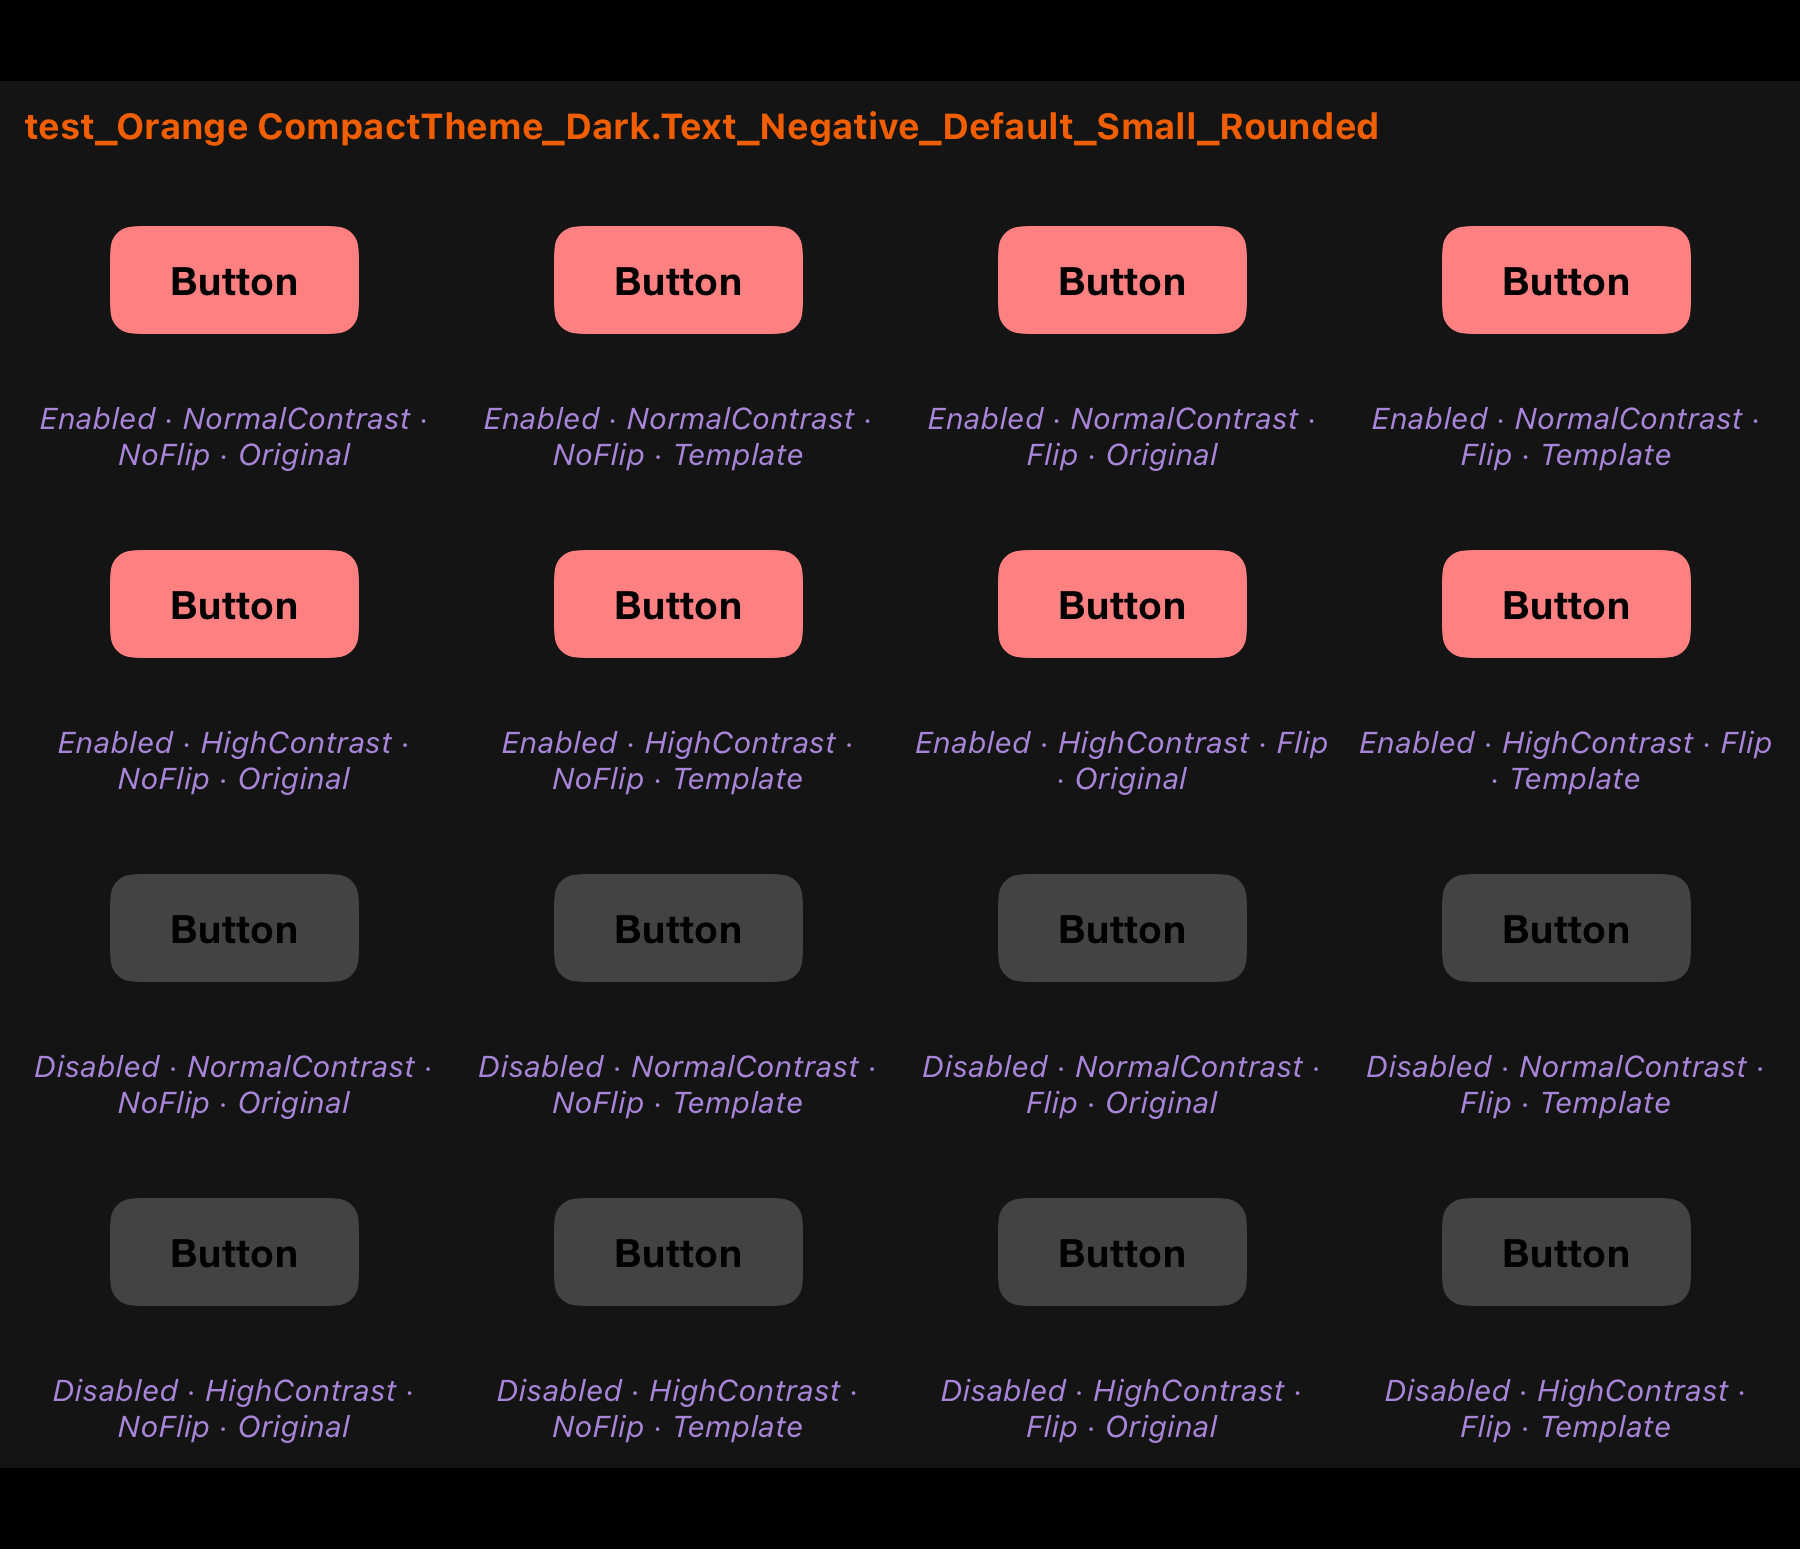 test_Orange CompactTheme_Dark.Text_Negative_Default_Small_Rounded
Button Button Button Button
Enabled · NormalContrast · Enabled · NormalContrast · Enabled · NormalContrast · Enabled · NormalContrast ·
NoFlip · Original NoFlip · Template Flip · Original Flip · Template
Button Button Button Button
Enabled · HighContrast · Enabled · HighContrast · Enabled · HighContrast · Flip Enabled · HighContrast · Flip
NoFlip · Original NoFlip · Template · Original · Template
Button Button Button Button
Disabled · NormalContrast · Disabled · NormalContrast · Disabled · NormalContrast · Disabled · NormalContrast ·
NoFlip · Original NoFlip · Template Flip · Original Flip · Template
Button Button Button Button
Disabled · HighContrast · Disabled · HighContrast · Disabled · HighContrast · Disabled · HighContrast ·
NoFlip · Original NoFlip · Template Flip · Original Flip · Template